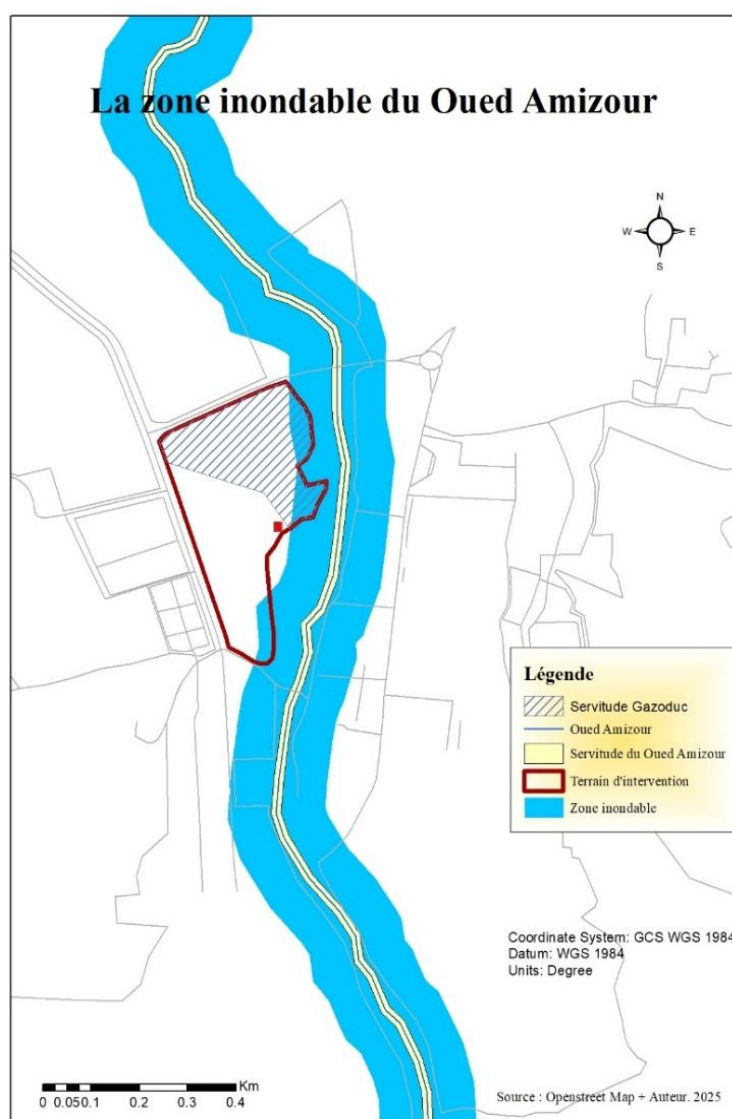 La zone inondable du Oued Amizour
N
W E
S
Légende
Servitude Gazoduc
Oued Amizour
Servitude du Oued Amizour
Terrain d'intervention
Zone inondable
Coordinate System: GCS WGS 1984
Datum: WGS 1984
Units: Degree
Km
0 0.050.1 0.2 0.3 0.4
Source : Openstreet Map + Auteur. 2025